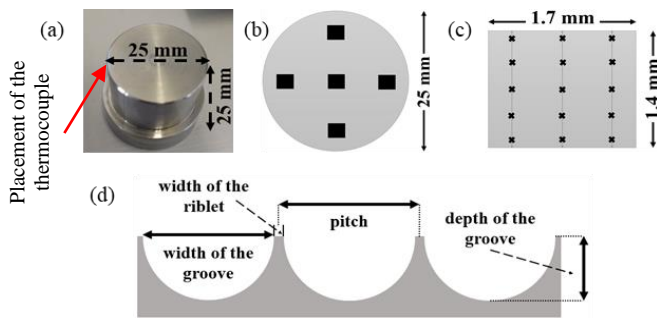 Placement of the
thermocouple
(a)
25 mm
25 mm
(b)
25 mm
(c)
1.7 mm
1.4 mm
(d)
width of the
riblet
pitch
width of the
groove
depth of the
groove